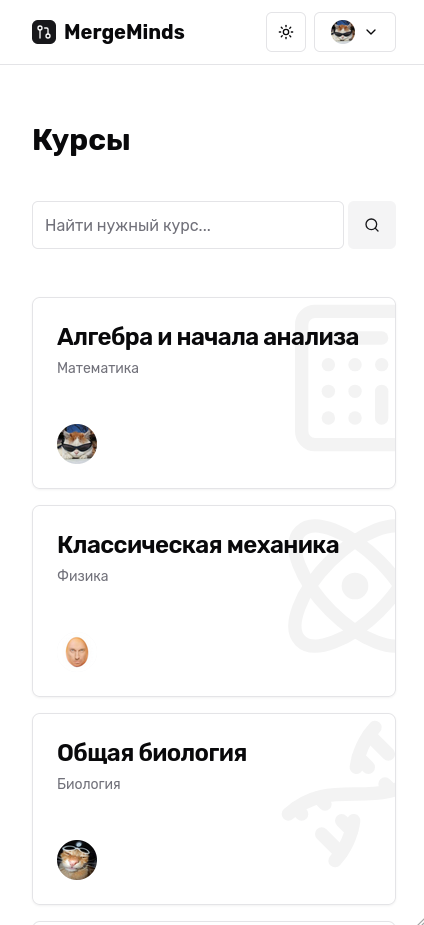 MergeMinds
Курсы
Найти нужный курс...
Алгебра и начала анализа
Математика
Классическая механика
Физика
Общая биология
Биология